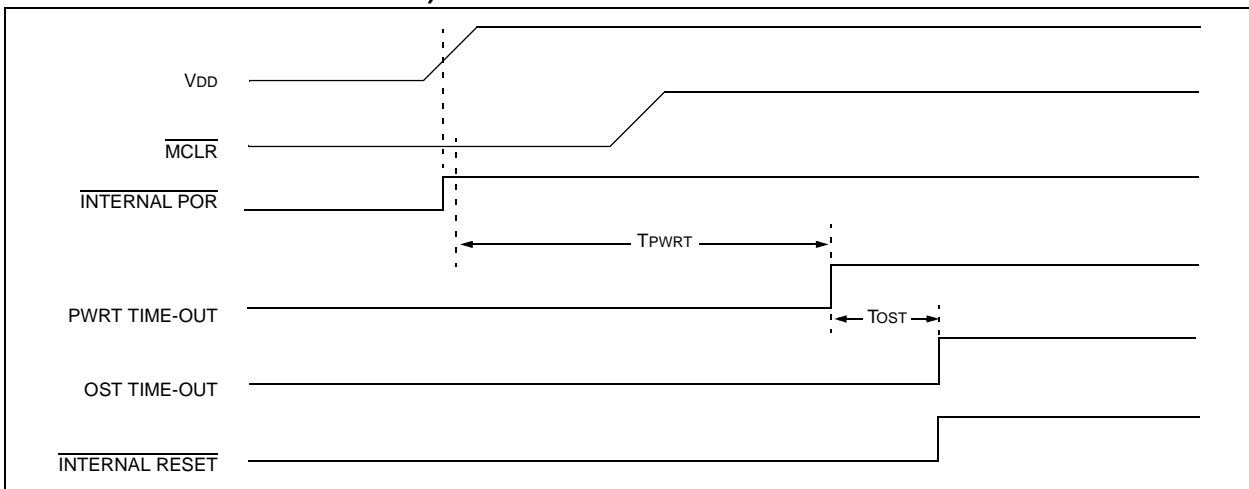 VDD
MCLR
INTERNAL POR
TPWRT
PWRT TIME-OUT
TOST
OST TIME-OUT
INTERNAL RESET